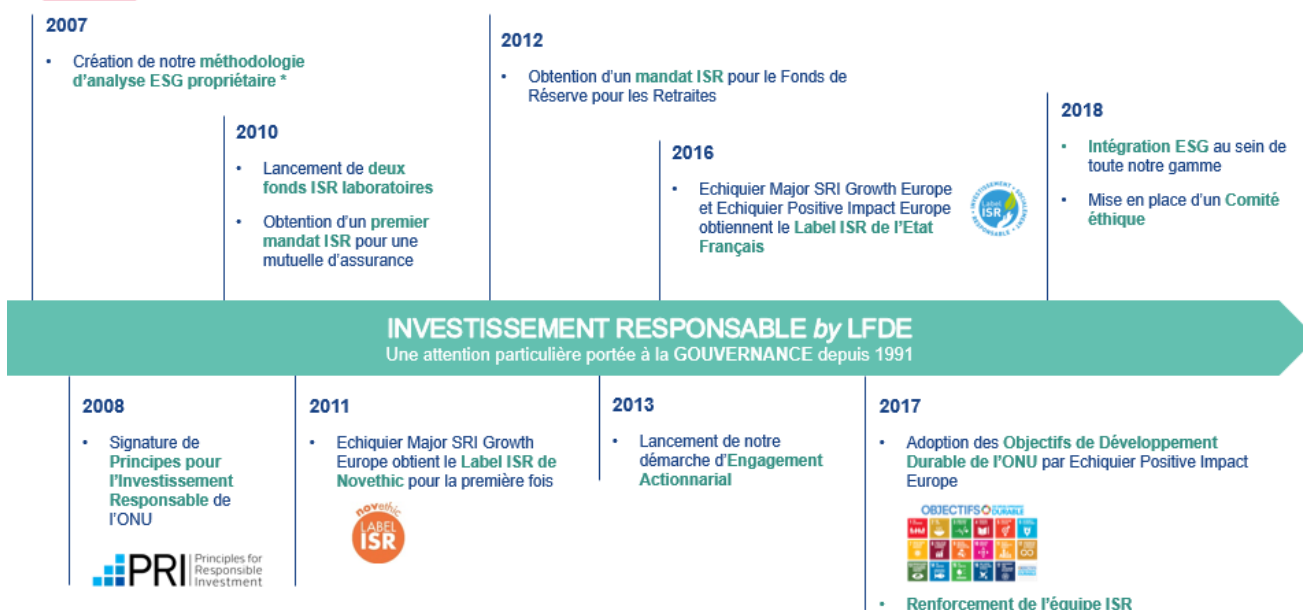 2007
• Création de notre méthodologie
d'analyse ESG propriétaire *
2010
• Lancement de deux
fonds ISR laboratoires
• Obtention d'un premier
mandat ISR pour une
mutuelle d'assurance
2012
• Obtention d'un mandat ISR pour le Fonds de
Réserve pour les Retraites
2016
• Echiquier Major SRI Growth Europe
et Echiquier Positive Impact Europe
obtiennent le Label ISR de l'Etat
Français
INVESTISSEMENT SOCIALEMENT RESPONSABLE
Label
ISR
2018
• Intégration ESG au sein de
toute notre gamme
• Mise en place d'un Comité
éthique
INVESTISSEMENT RESPONSABLE by LFDE
Une attention particulière portée à la GOUVERNANCE depuis 1991
2008
• Signature de
Principes pour
l'Investissement
Responsable de
l'ONU
PRI
Principles for
Responsible
Investment
2011
• Echiquier Major SRI Growth
Europe obtient le Label ISR de
Novethic pour la première fois
novethic
LABEL
ISR
2013
• Lancement de notre
démarche d'Engagement
Actionnarial
2017
• Adoption des Objectifs de Développement
Durable de l'ONU par Echiquier Positive Impact
Europe
OBJECTIFS DURABLE
• Renforcement de l'équipe ISR